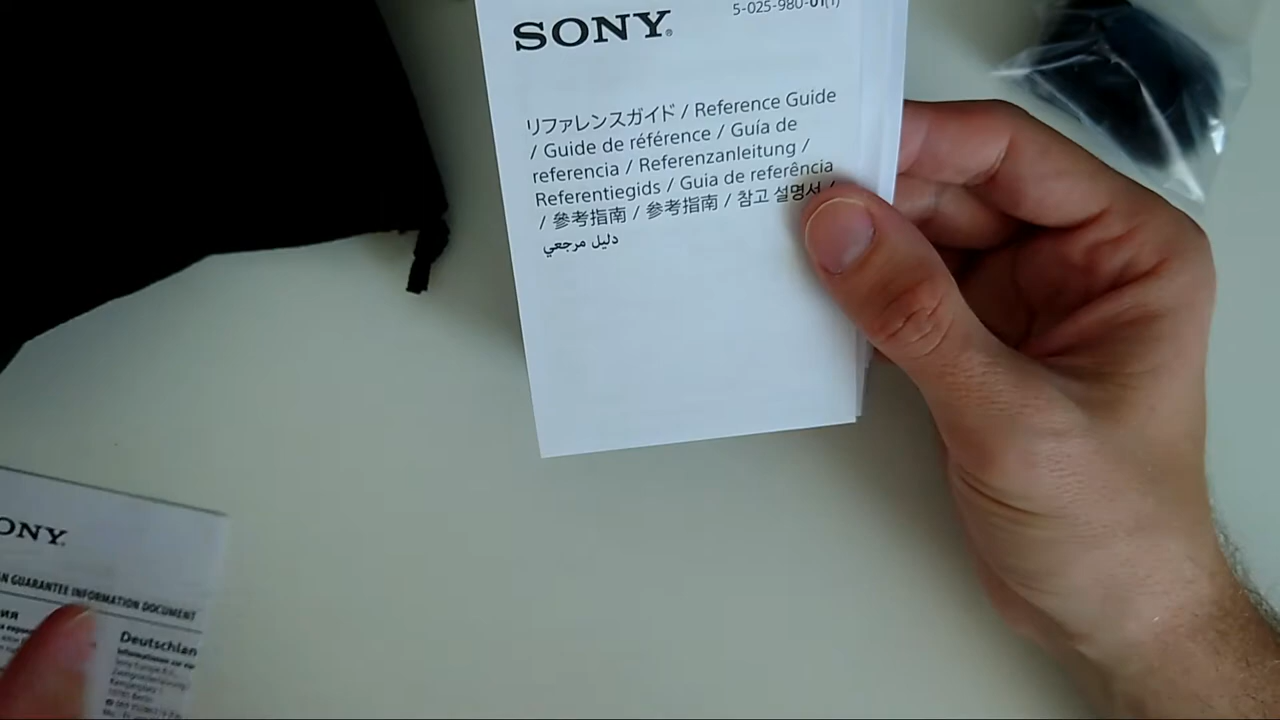 SONY
5-025-980-01(1)
リファレンスガイド / Reference Guide
/ Guide de référence / Guía de
referencia / Referenzanleitung /
Referentiegids / Guia de referência
/ 參考指南 / 参考指南 / 참고 설명서 /
دليل مرجعي
ONY
N GUARANTEE INFORMATION DOCUMENT
Deutschlan